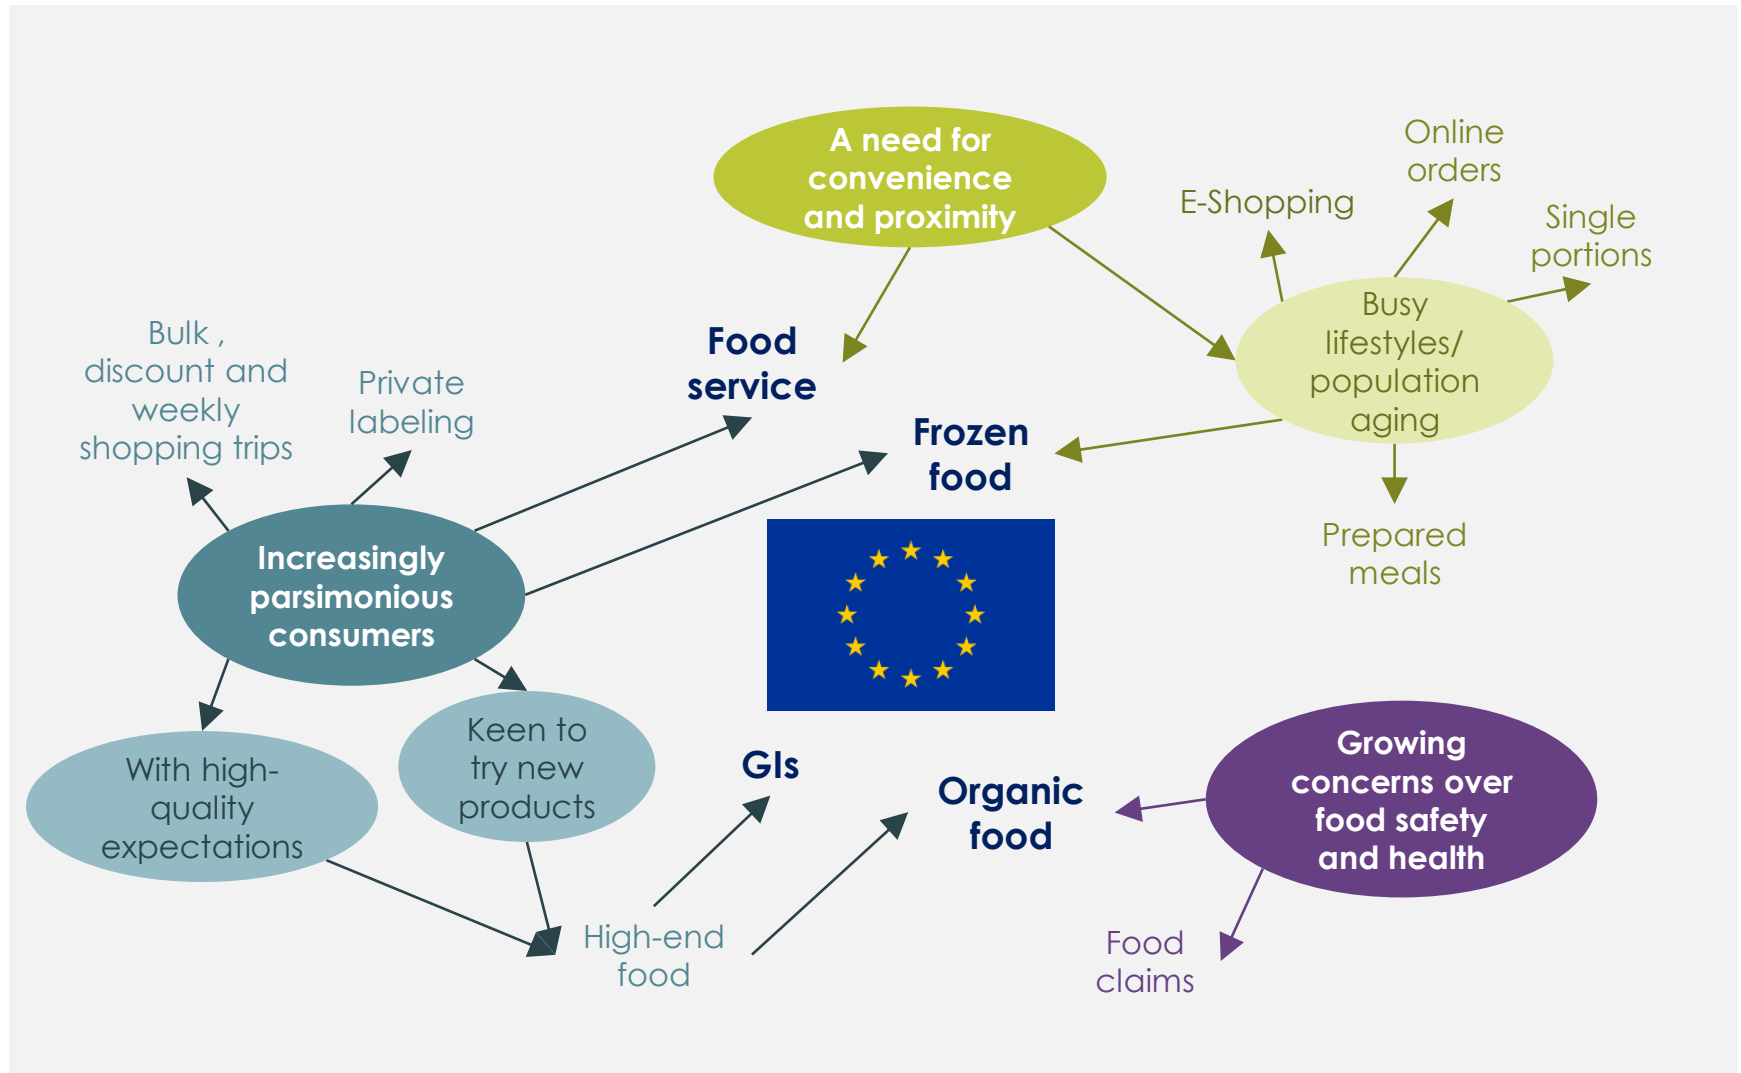 A need for
convenience
and proximity
Online
orders
E-Shopping
Single
portions
Busy
lifestyles/
population
aging
Prepared
meals
Food
service
Frozen
food
Bulk ,
discount and
weekly
shopping trips
Private
labeling
Increasingly
parsimonious
consumers
With high-
quality
expectations
Keen to
try new
products
High-end
food
GIs
Organic
food
Growing
concerns over
food safety
and health
Food
claims